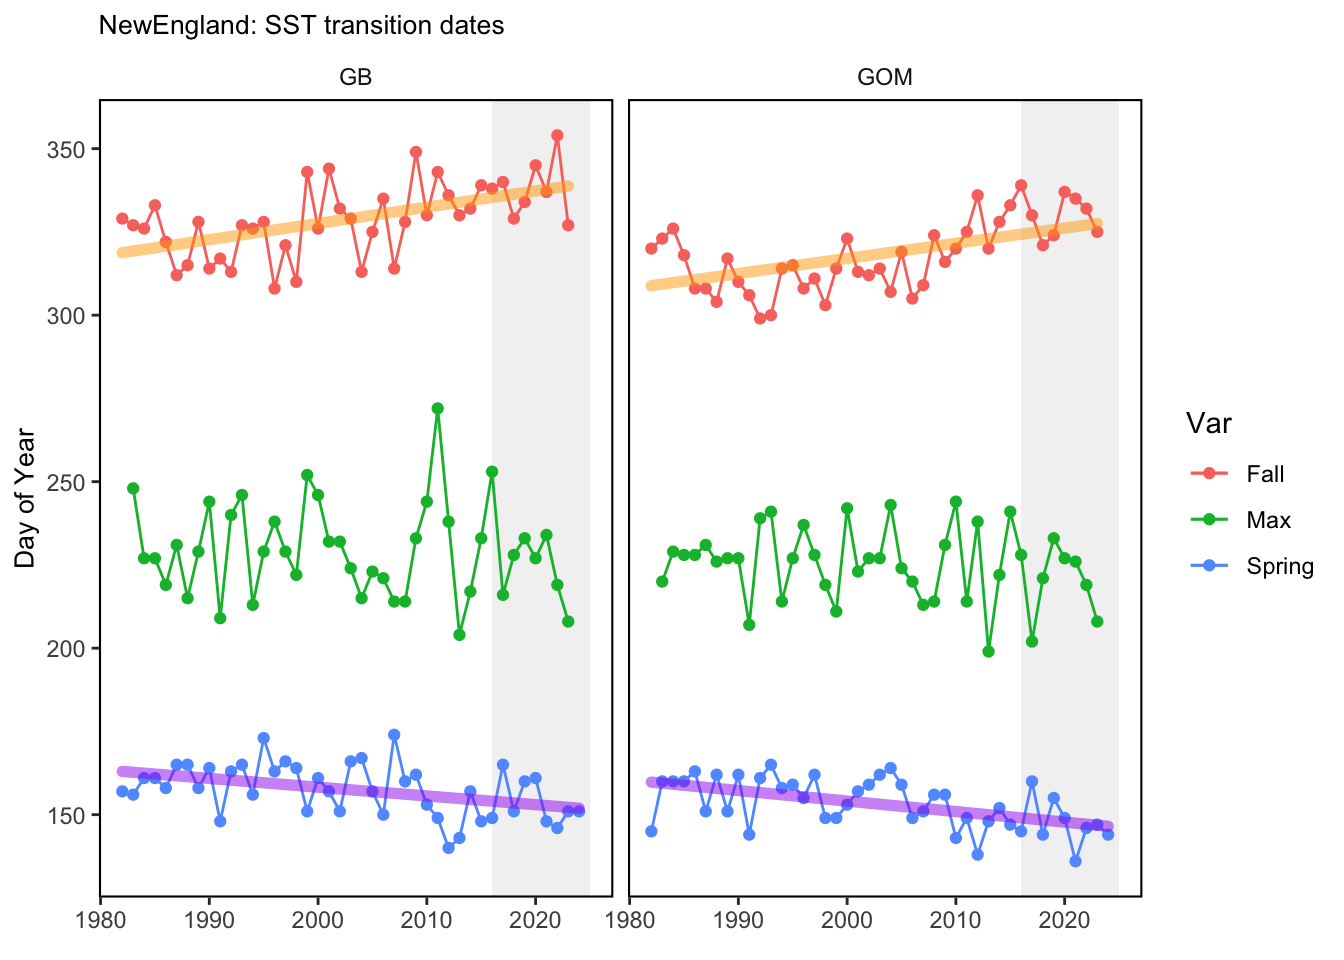 NewEngland: SST transition dates
GB
GOM
Day of Year
350
300
250
200
150
1980
1990
2000
2010
2020
1980
1990
2000
2010
2020
Var
Fall
Max
Spring